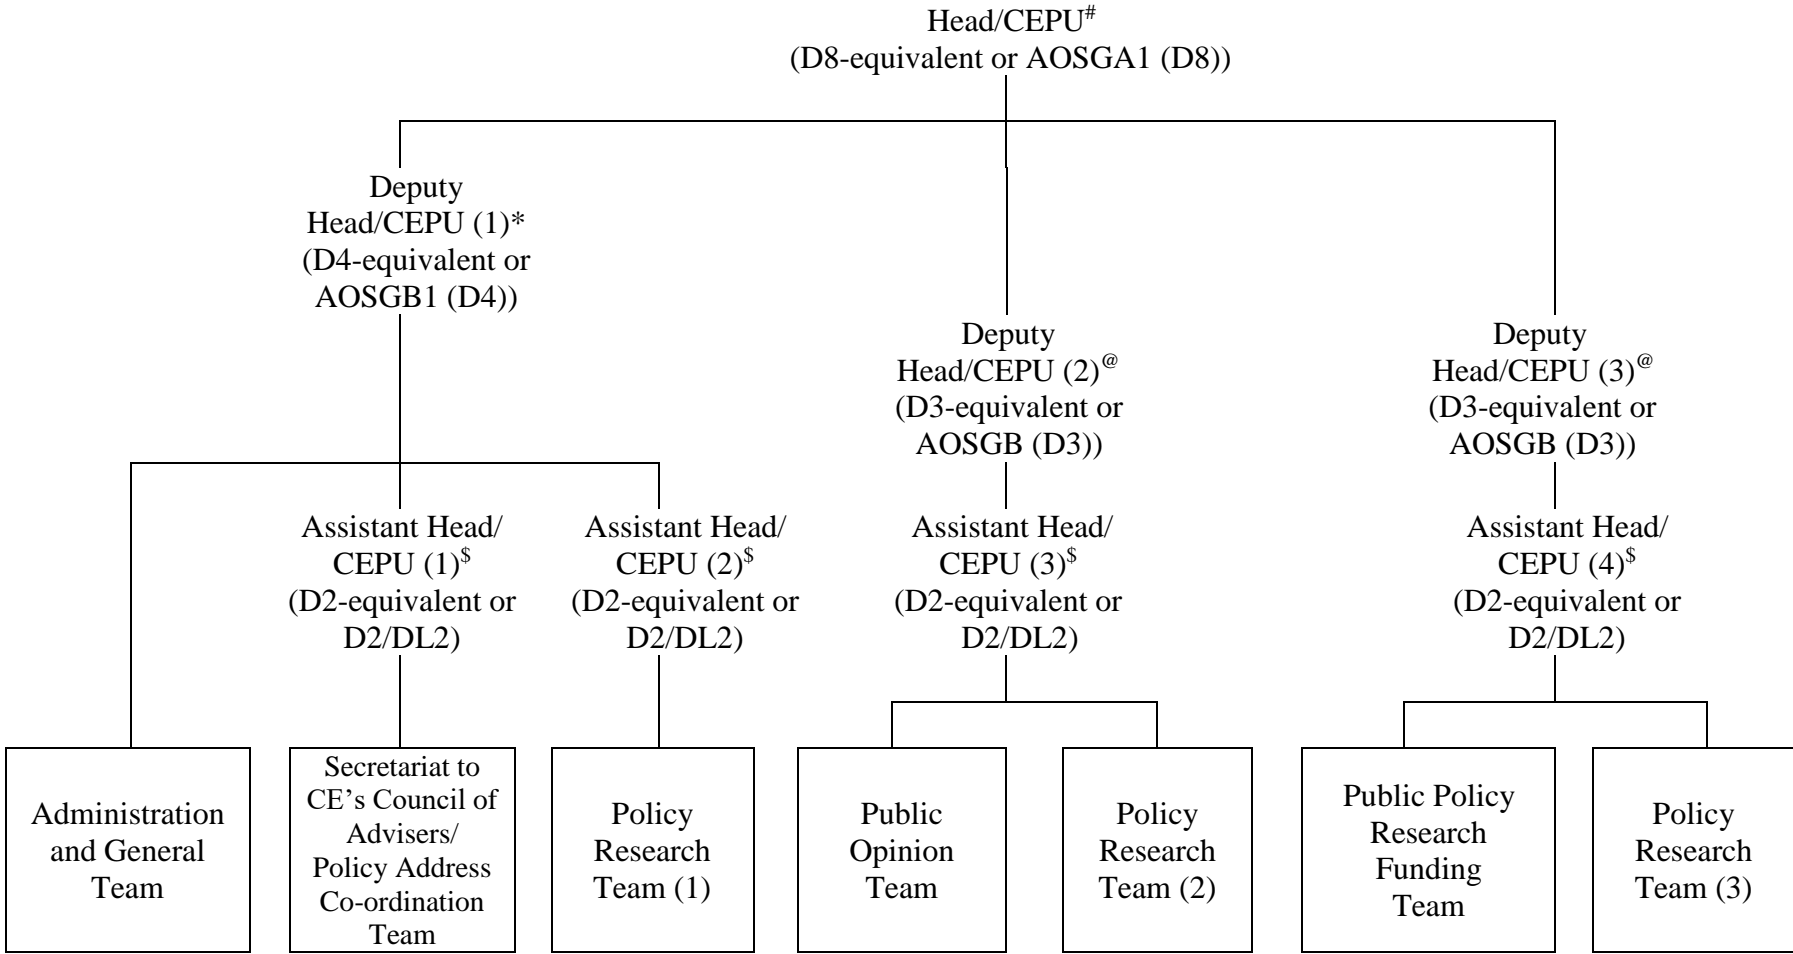 Head/CEPU#
(D8-equivalent or AOSGA1 (D8))
Deputy
Head/CEPU (1)*
(D4-equivalent or
AOSGB1 (D4))
Deputy
Head/CEPU (2)@
(D3-equivalent or
AOSGB (D3))
Deputy
Head/CEPU (3)@
(D3-equivalent or
AOSGB (D3))
Assistant Head/
CEPU (1)$
(D2-equivalent or
D2/DL2)
Assistant Head/
CEPU (2)$
(D2-equivalent or
D2/DL2)
Assistant Head/
CEPU (3)$
(D2-equivalent or
D2/DL2)
Assistant Head/
CEPU (4)$
(D2-equivalent or
D2/DL2)
Administration
and General
Team
Secretariat to
CE’s Council of
Advisers/
Policy Address
Co-ordination
Team
Policy
Research
Team (1)
Public
Opinion
Team
Policy
Research
Team (2)
Public Policy
Research
Funding
Team
Policy
Research
Team (3)